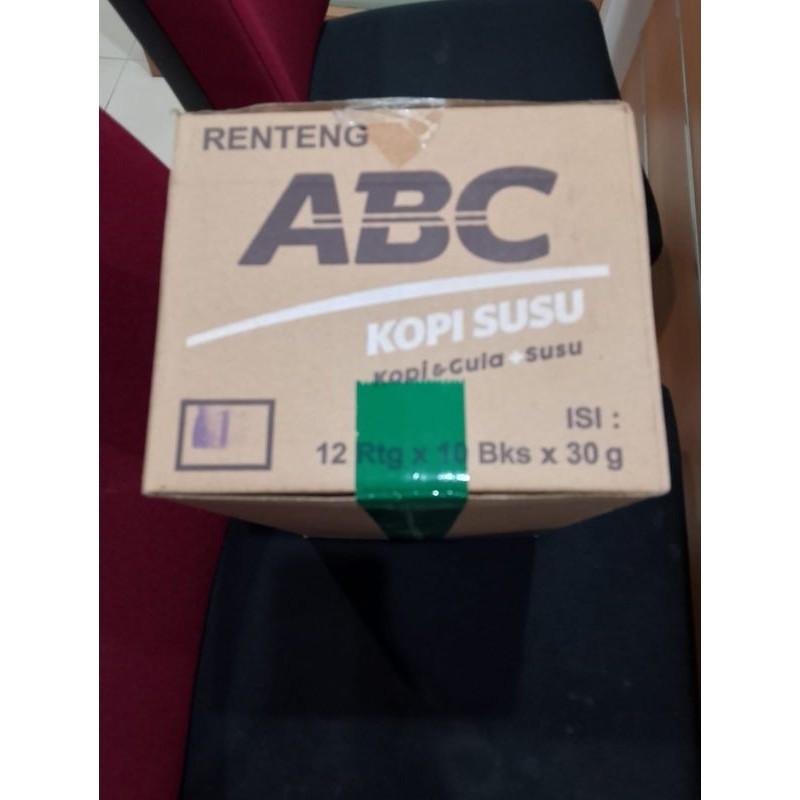 RENTENG
ABC
KOPI SUSU
Kopi & Gula + Susu
ISI :
12 Rtg x 10 Bks x 30 g